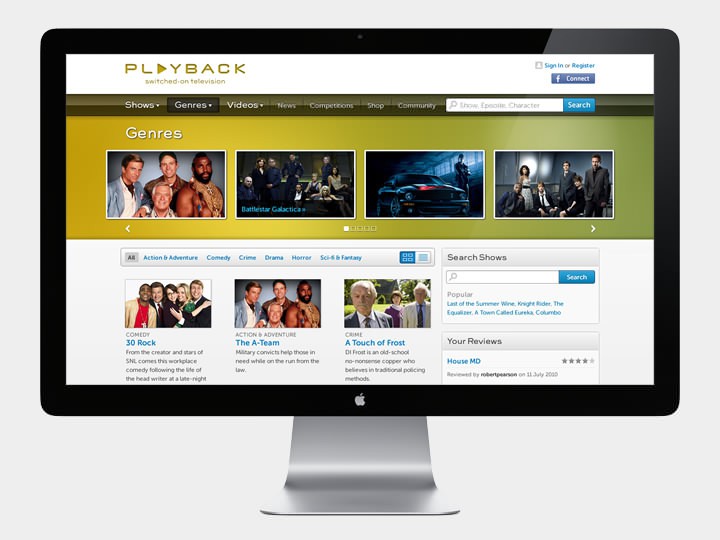 PLAYBACK
switched-on television
Sign In or Register
f Connect
Shows Genres Videos News Competitions Shop Community Show, Episode, Character Search
Genres
Battlestar Galactica »
All Action & Adventure Comedy Crime Drama Horror Sci-fi & Fantasy
COMEDY
30 Rock
From the creator and stars of
SNL comes this workplace
comedy following the life of
the head writer at a late-night
ACTION & ADVENTURE
The A-Team
Military convicts help those in
need while on the run from the
law.
CRIME
A Touch of Frost
DI Frost is an old-school
no-nonsense copper who
believes in traditional policing
methods.
Search Shows
Search
Popular
Last of the Summer Wine, Knight Rider, The
Equalizer, A Town Called Eureka, Columbo
Your Reviews
House MD
Reviewed by robertpearson on 11 July 2010